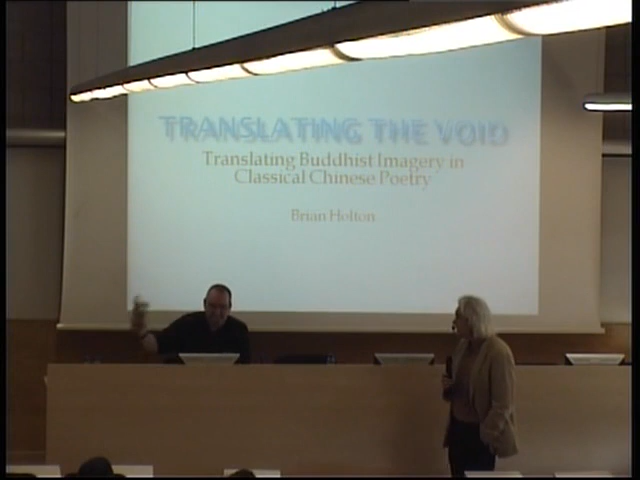 TRANSLATING THE VOID
Translating Buddhist Imagery in
Classical Chinese Poetry
Brian Holton